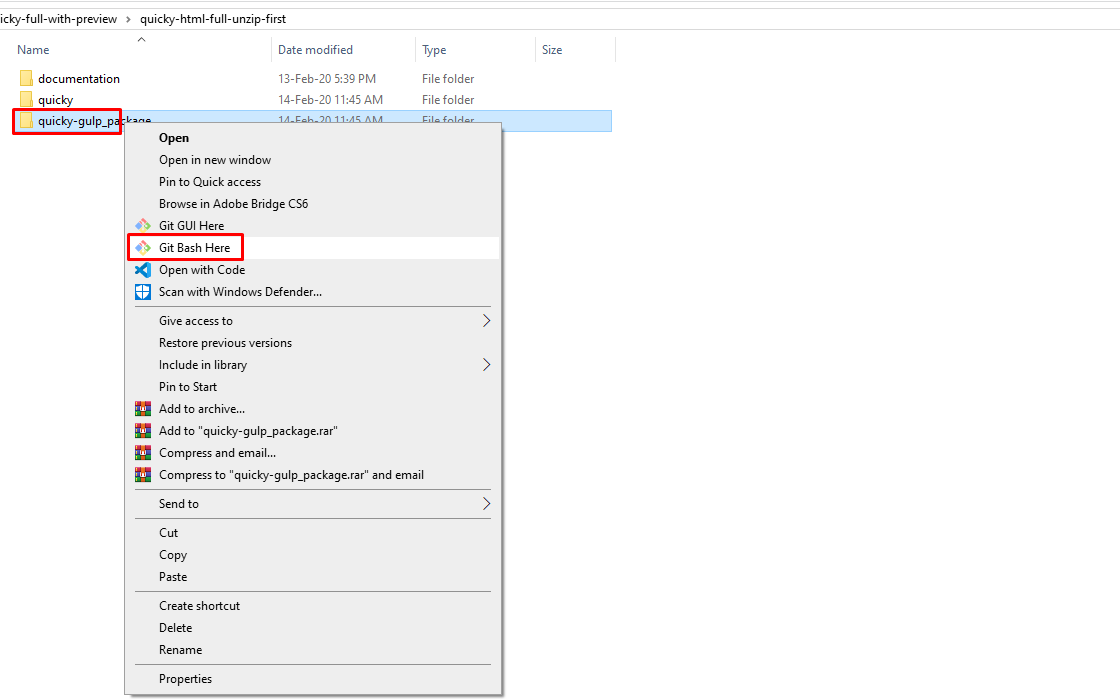 icky-full-with-preview › quicky-html-full-unzip-first
Name Date modified Type Size
documentation 13-Feb-20 5:39 PM File folder
quicky 14-Feb-20 11:45 AM File folder
quicky-gulp_package 14-Feb-20 11:45 AM File folder
Open
Open in new window
Pin to Quick access
Browse in Adobe Bridge CS6
Git GUI Here
Git Bash Here
Open with Code
Scan with Windows Defender...
Give access to
Restore previous versions
Include in library
Pin to Start
Add to archive...
Add to "quicky-gulp_package.rar"
Compress and email...
Compress to "quicky-gulp_package.rar" and email
Send to
Cut
Copy
Paste
Create shortcut
Delete
Rename
Properties